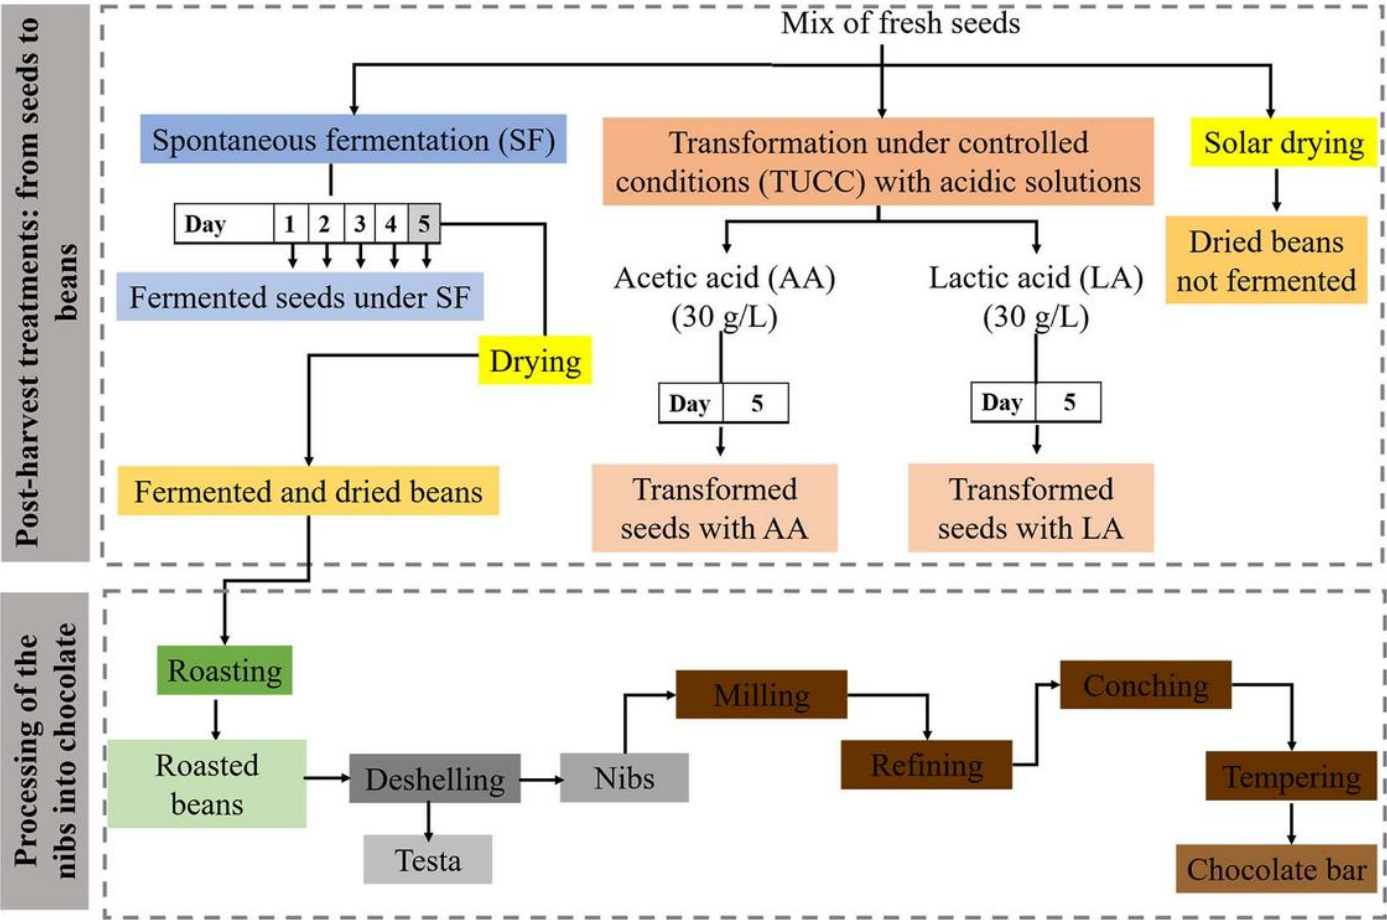 Post-harvest treatments: from seeds to
beans
Mix of fresh seeds
Spontaneous fermentation (SF)
Day 1 2 3 4 5
Fermented seeds under SF
Drying
Fermented and dried beans
Transformation under controlled
conditions (TUCC) with acidic solutions
Acetic acid (AA)
(30 g/L)
Day 5
Transformed
seeds with AA
Lactic acid (LA)
(30 g/L)
Day 5
Transformed
seeds with LA
Solar drying
Dried beans
not fermented
Processing of the
nibs into chocolate
Roasting
Roasted
beans
Deshelling
Testa
Nibs
Milling
Refining
Conching
Tempering
Chocolate bar